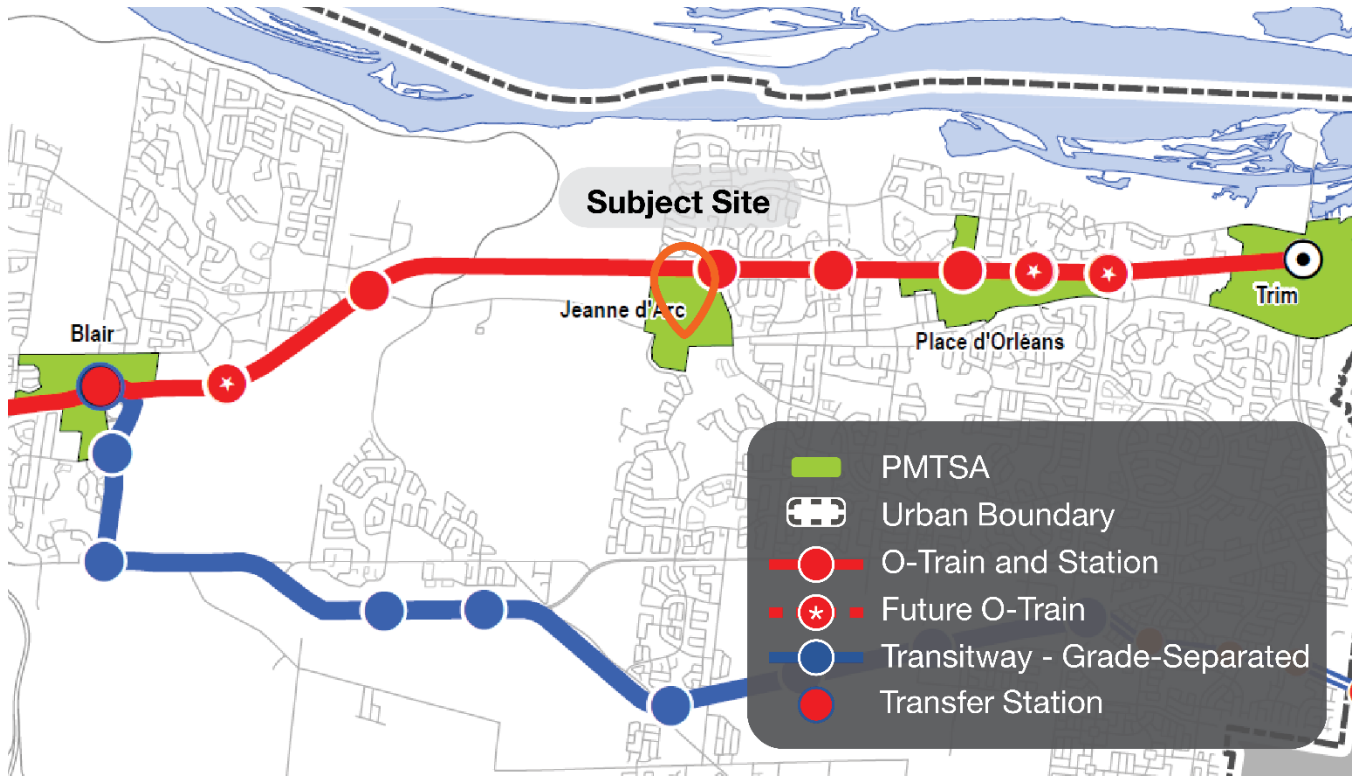 Subject Site
Jeanne d'Arc
Trim
Blair
Place d'Orléans
PMTSA
Urban Boundary
O-Train and Station
Future O-Train
Transitway - Grade-Separated
Transfer Station